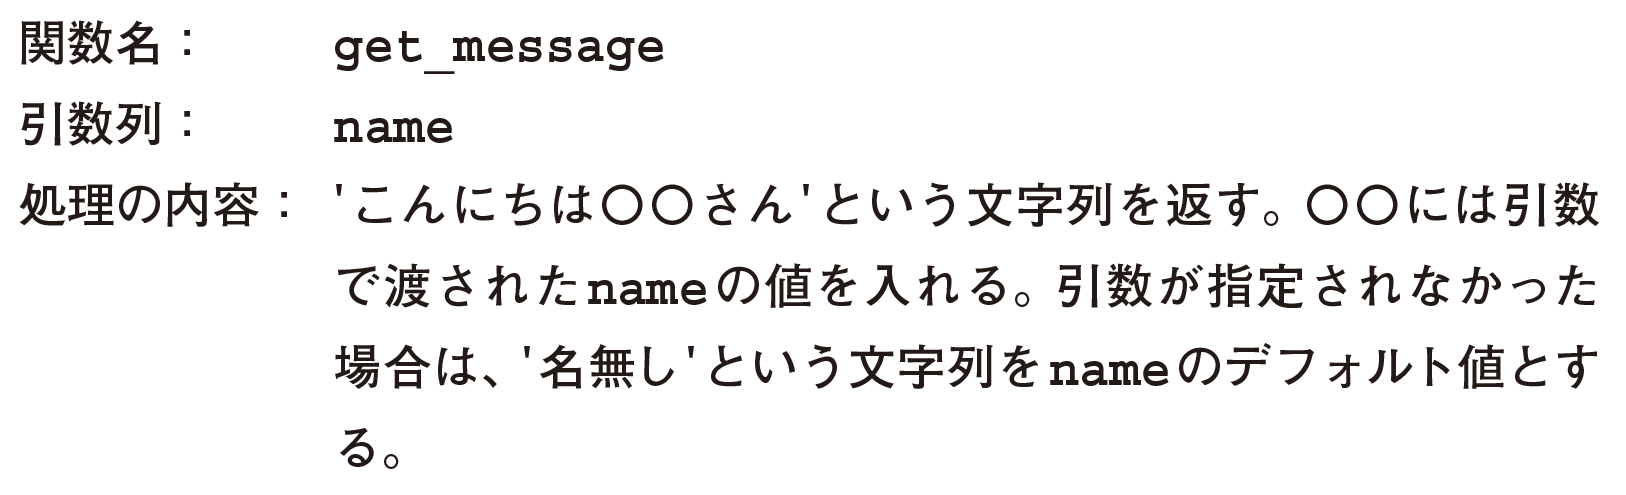 関数名： get_message
引数列： name
処理の内容： 'こんにちは〇〇さん'という文字列を返す。〇〇には引数
で渡されたnameの値を入れる。引数が指定されなかった
場合は、'名無し'という文字列をnameのデフォルト値とす
る。